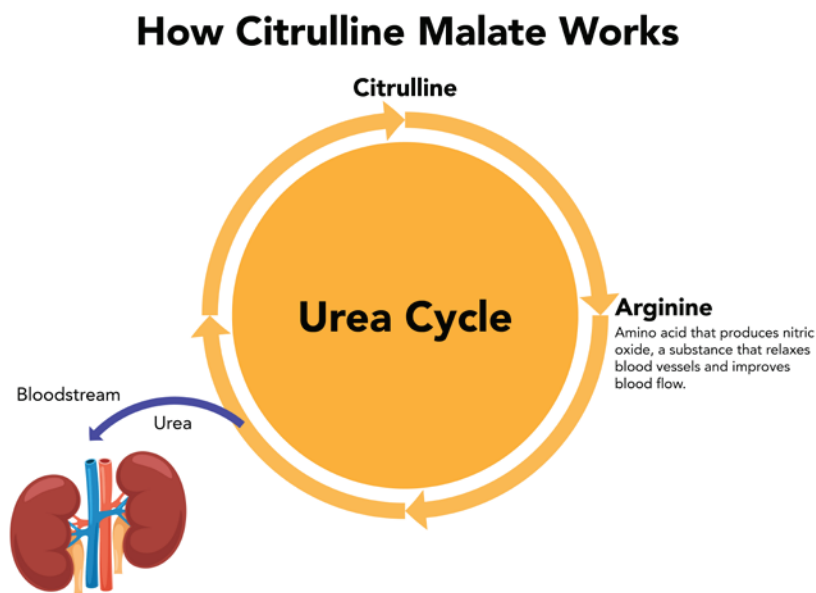 How Citrulline Malate Works
Citrulline
Urea Cycle
Arginine
Amino acid that produces nitric
oxide, a substance that relaxes
blood vessels and improves
blood flow.
Bloodstream
Urea